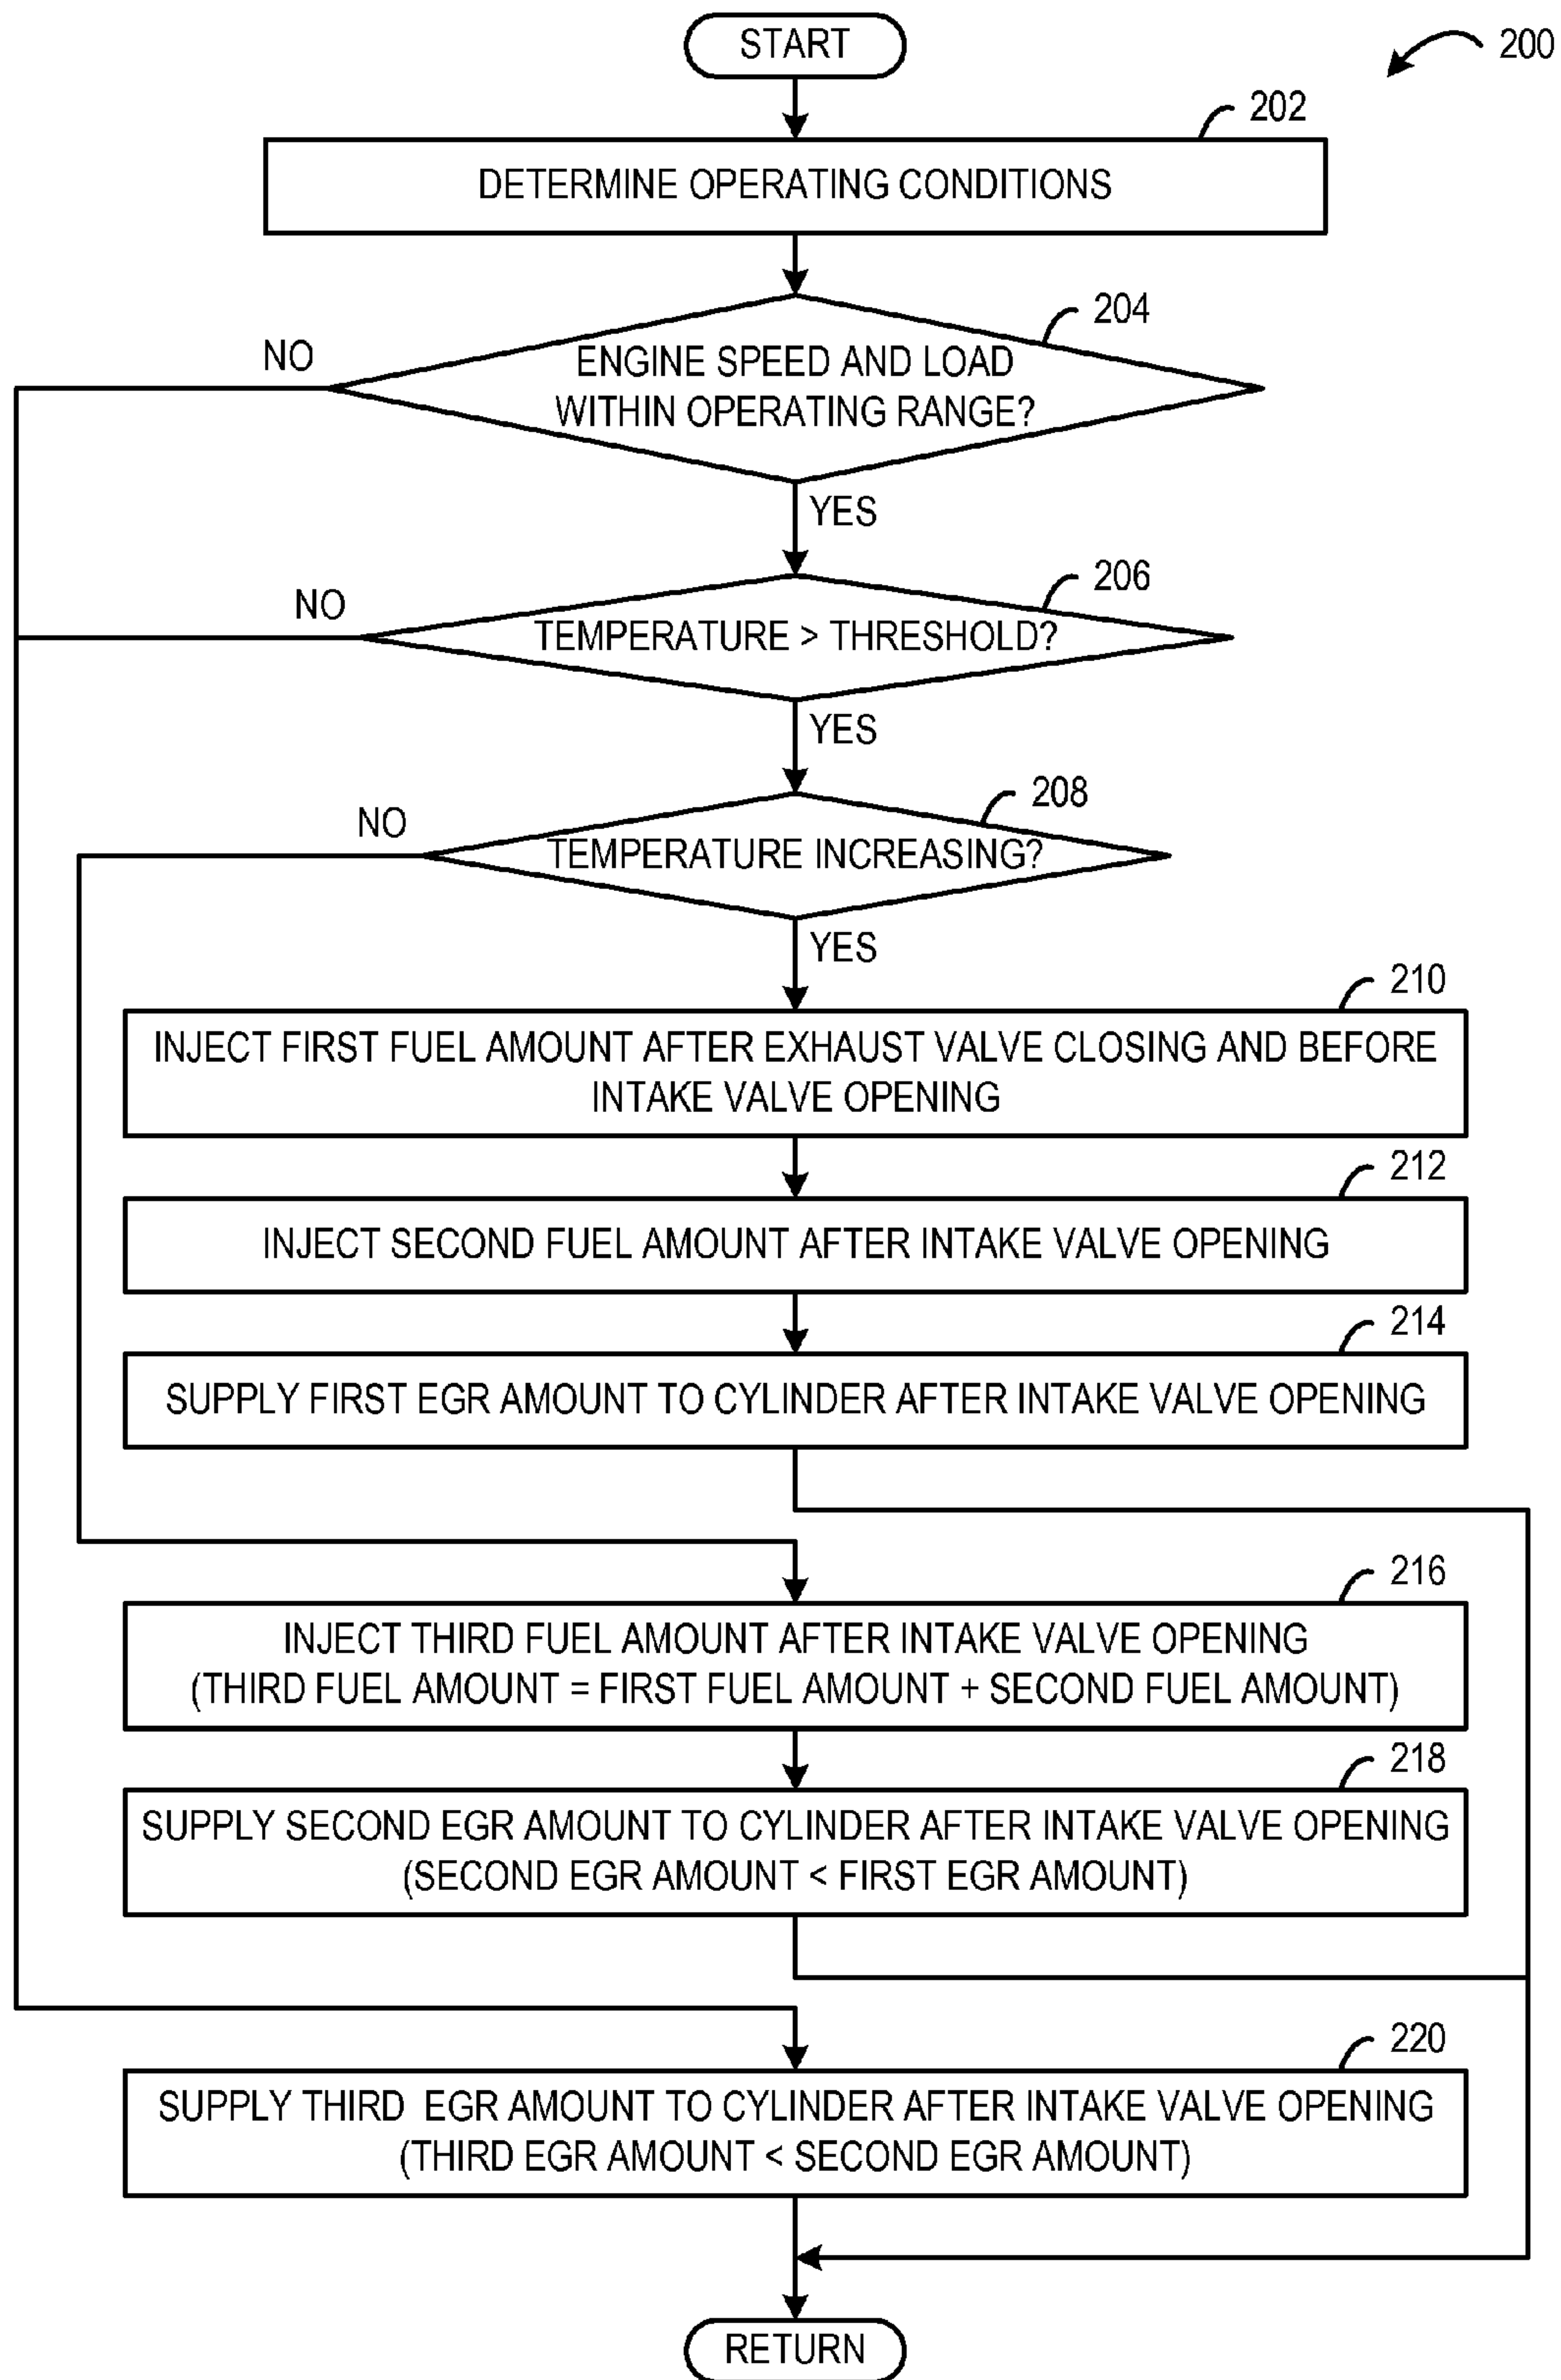 START
200
202
DETERMINE OPERATING CONDITIONS
204
NO
ENGINE SPEED AND LOAD
WITHIN OPERATING RANGE?
YES
206
NO
TEMPERATURE > THRESHOLD?
YES
208
NO
TEMPERATURE INCREASING?
YES
210
INJECT FIRST FUEL AMOUNT AFTER EXHAUST VALVE CLOSING AND BEFORE
INTAKE VALVE OPENING
212
INJECT SECOND FUEL AMOUNT AFTER INTAKE VALVE OPENING
214
SUPPLY FIRST EGR AMOUNT TO CYLINDER AFTER INTAKE VALVE OPENING
216
INJECT THIRD FUEL AMOUNT AFTER INTAKE VALVE OPENING
(THIRD FUEL AMOUNT = FIRST FUEL AMOUNT + SECOND FUEL AMOUNT)
218
SUPPLY SECOND EGR AMOUNT TO CYLINDER AFTER INTAKE VALVE OPENING
(SECOND EGR AMOUNT < FIRST EGR AMOUNT)
220
SUPPLY THIRD EGR AMOUNT TO CYLINDER AFTER INTAKE VALVE OPENING
(THIRD EGR AMOUNT < SECOND EGR AMOUNT)
RETURN